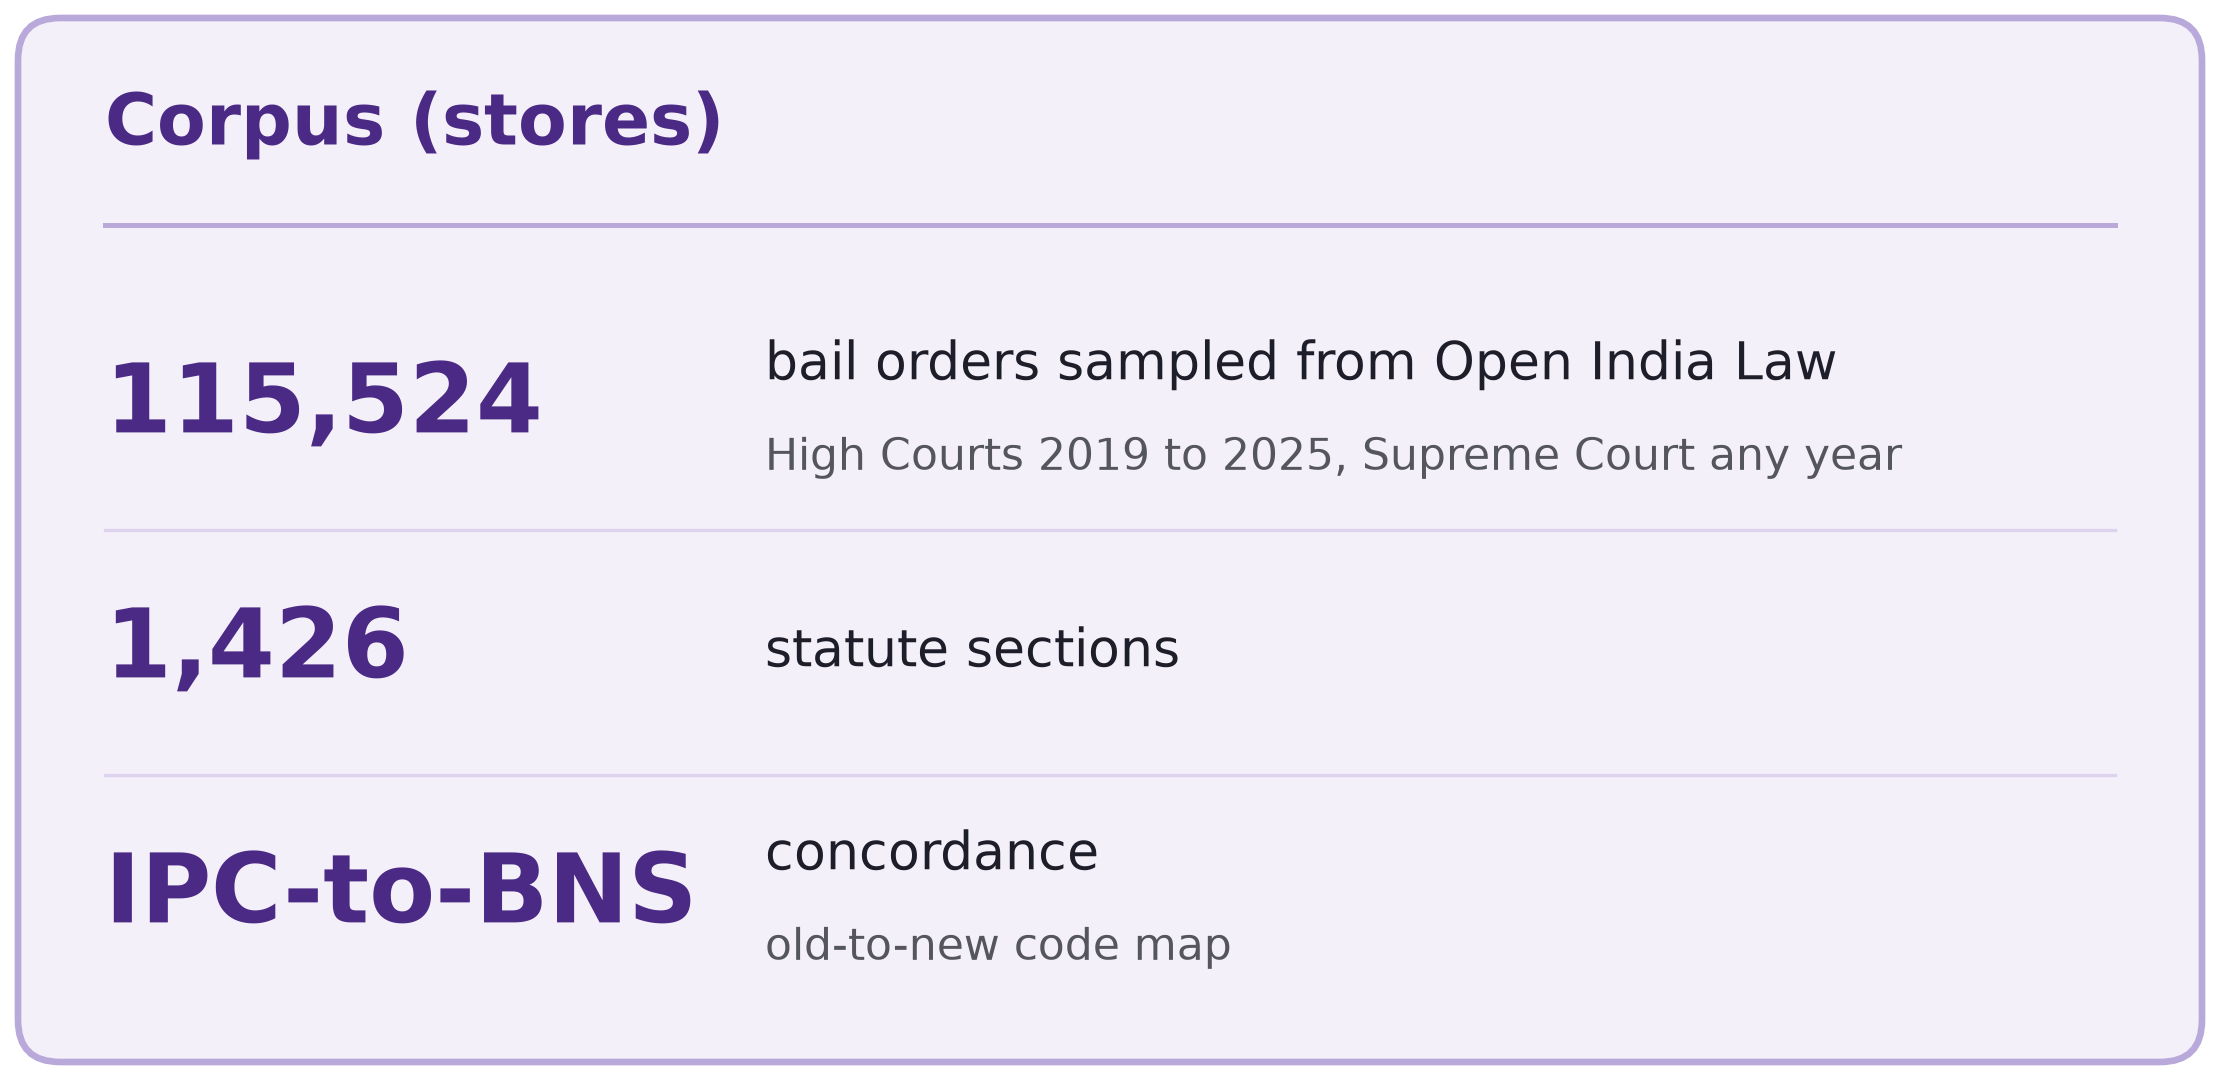 Corpus (stores)
115,524
bail orders sampled from Open India Law
High Courts 2019 to 2025, Supreme Court any year
1,426
statute sections
IPC-to-BNS
concordance
old-to-new code map